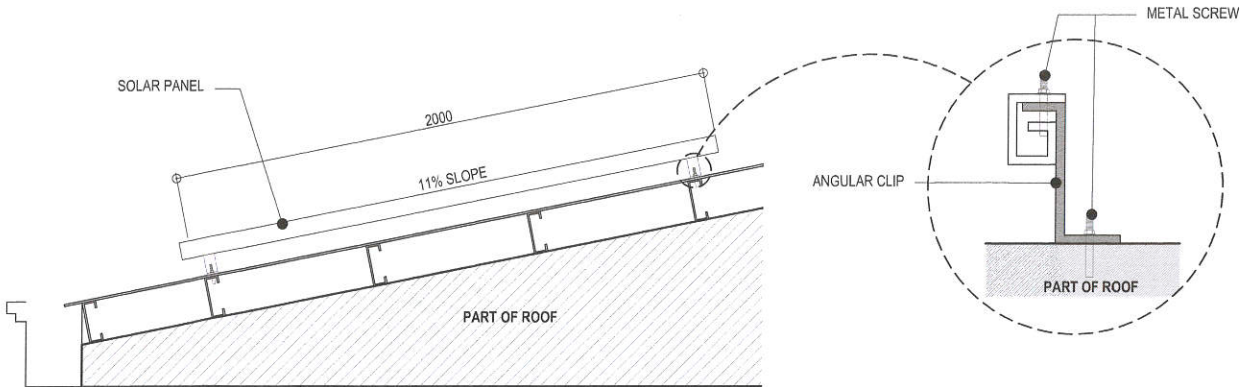 METAL SCREW
SOLAR PANEL
2000
11% SLOPE
ANGULAR CLIP
PART OF ROOF
PART OF ROOF